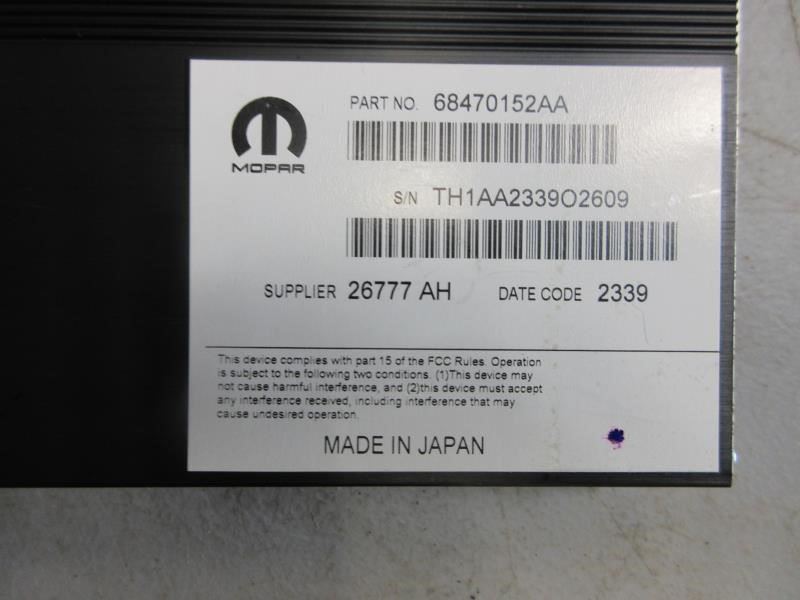 PART NO. 68470152AA
MOPAR
S/N TH1AA2339O2609
SUPPLIER 26777 AH DATE CODE 2339
This device complies with part 15 of the FCC Rules. Operation
is subject to the following two conditions. (1)This device may
not cause harmful interference, and (2)this device must accept
any interference received, including interference that may
cause undesired operation.
MADE IN JAPAN